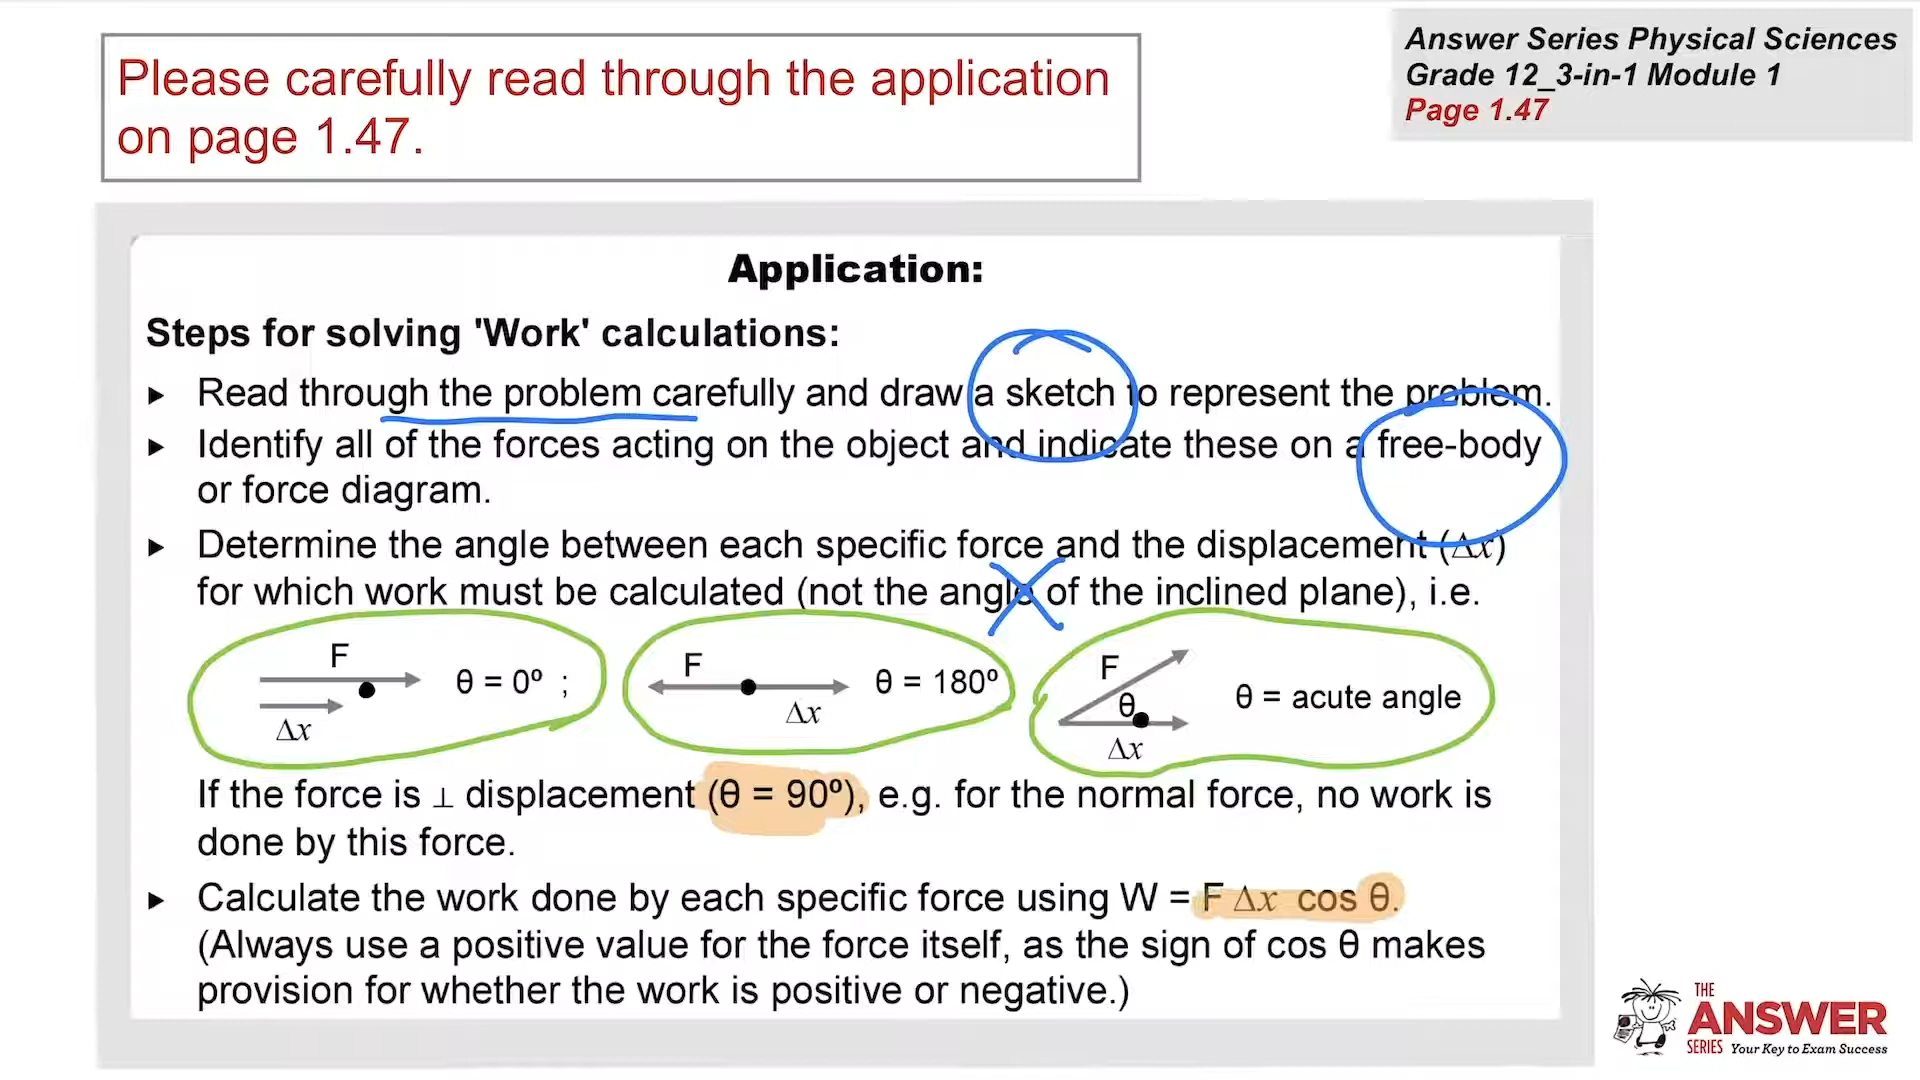 Please carefully read through the application
on page 1.47.
Answer Series Physical Sciences
Grade 12_3-in-1 Module 1
Page 1.47
Application:
Steps for solving 'Work' calculations:
► Read through the problem carefully and draw a sketch to represent the problem.
► Identify all of the forces acting on the object and indicate these on a free-body
or force diagram.
► Determine the angle between each specific force and the displacement (Δx)
for which work must be calculated (not the angle of the inclined plane), i.e.
F
Δx
θ = 0º ;
F
Δx
θ = 180º
F
θ
Δx
θ = acute angle
If the force is ⊥ displacement (θ = 90º), e.g. for the normal force, no work is
done by this force.
► Calculate the work done by each specific force using W = F Δx cos θ.
(Always use a positive value for the force itself, as the sign of cos θ makes
provision for whether the work is positive or negative.)
THE
ANSWER
SERIES Your Key to Exam Success